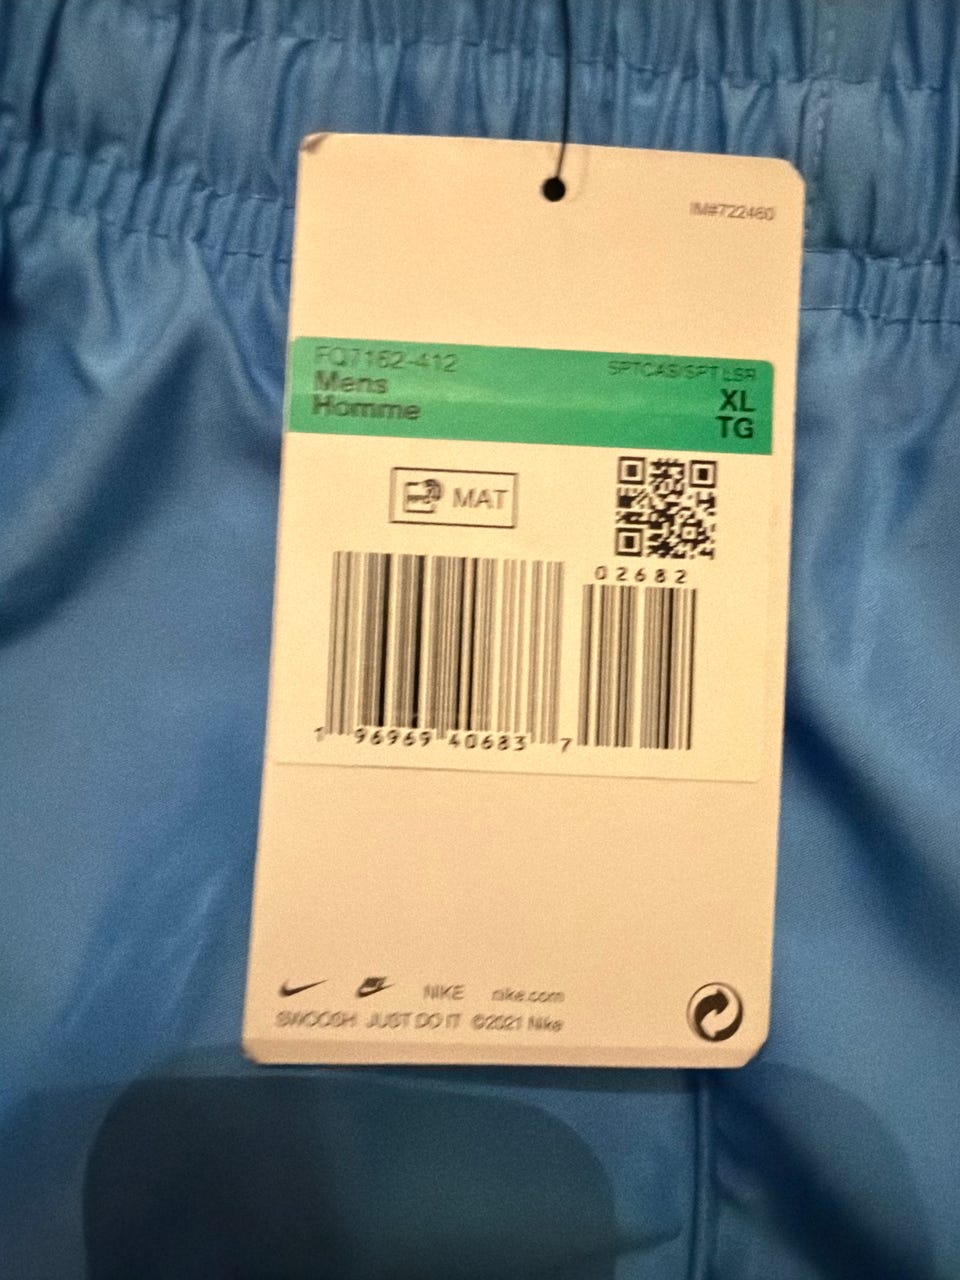 IM#722460
FQ7162-412 SPTCAS/SPT LSR
Mens XL
Homme TG
MAT
02682
1 96969 40683 7
NIKE nike.com
SWOOSH JUST DO IT ©2021 Nike